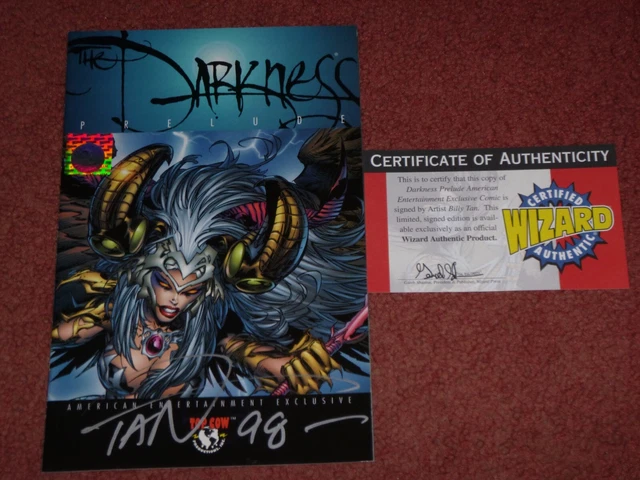 THE DARKNESS
PRELUDE
AMERICAN ENTERTAINMENT EXCLUSIVE
TAN 98
TOP COW
CERTIFICATE OF AUTHENTICITY
This is to certify that this copy of
Darkness Prelude American
Entertainment Exclusive Comic is
signed by Artist Billy Tan. This
limited, signed edition is avail-
able exclusively as an official
Wizard Authentic Product.
CERTIFIED
WIZARD
AUTHENTIC